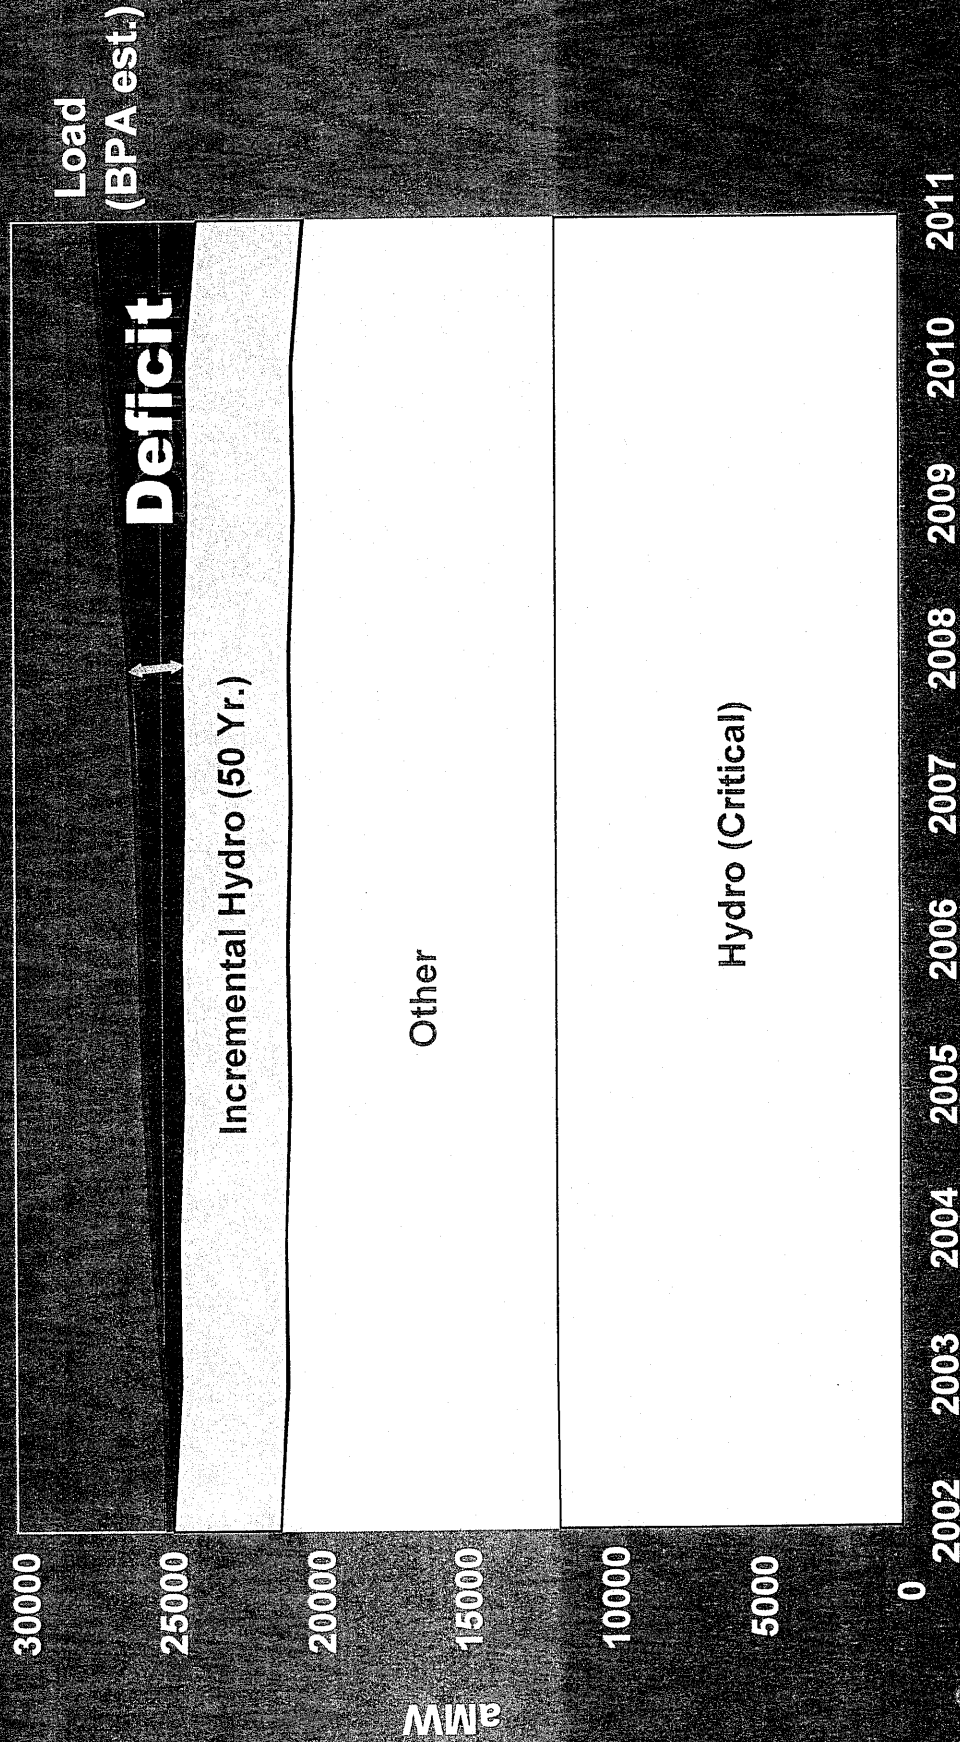 Load
(BPA est.)
Deficit
Incremental Hydro (50 Yr.)
Other
Hydro (Critical)
aMW
30000
25000
20000
15000
10000
5000
0
2002 2003 2004 2005 2006 2007 2008 2009 2010 2011